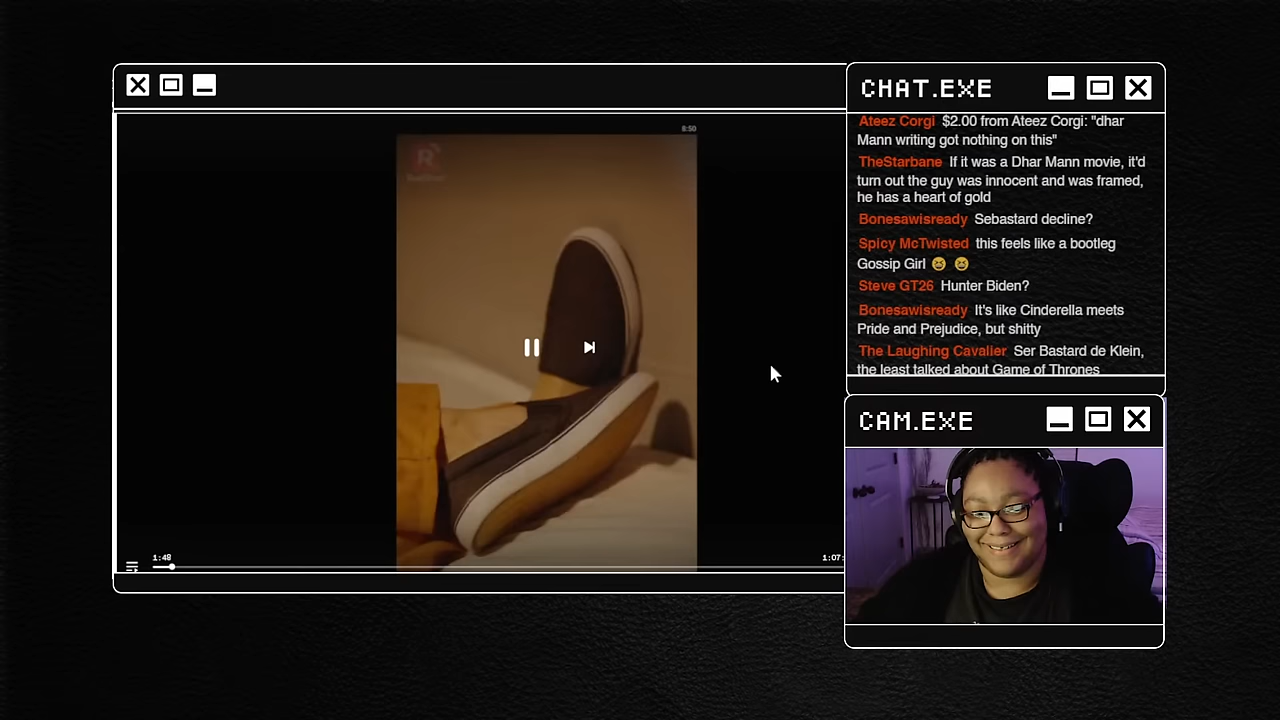 CHAT.EXE
Ateez Corgi $2.00 from Ateez Corgi: "dhar
Mann writing got nothing on this"
TheStarbane If it was a Dhar Mann movie, it'd
turn out the guy was innocent and was framed,
he has a heart of gold
Bonesawisready Sebastard decline?
Spicy McTwisted this feels like a bootleg
Gossip Girl 😆 😆
Steve GT26 Hunter Biden?
Bonesawisready It's like Cinderella meets
Pride and Prejudice, but shitty
The Laughing Cavalier Ser Bastard de Klein,
the least talked about Game of Thrones
8:50
R
1:48
1:07:
CAM.EXE